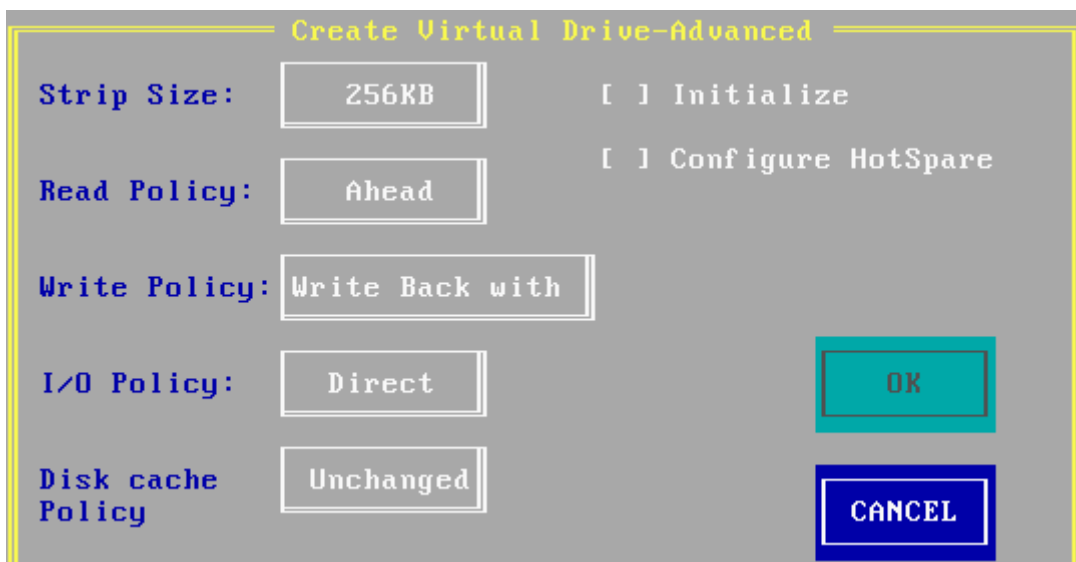 Create Virtual Drive-Advanced
Strip Size: 256KB [ ] Initialize
[ ] Configure HotSpare
Read Policy: Ahead
Write Policy: Write Back with
I/O Policy: Direct OK
Disk cache Unchanged
Policy CANCEL